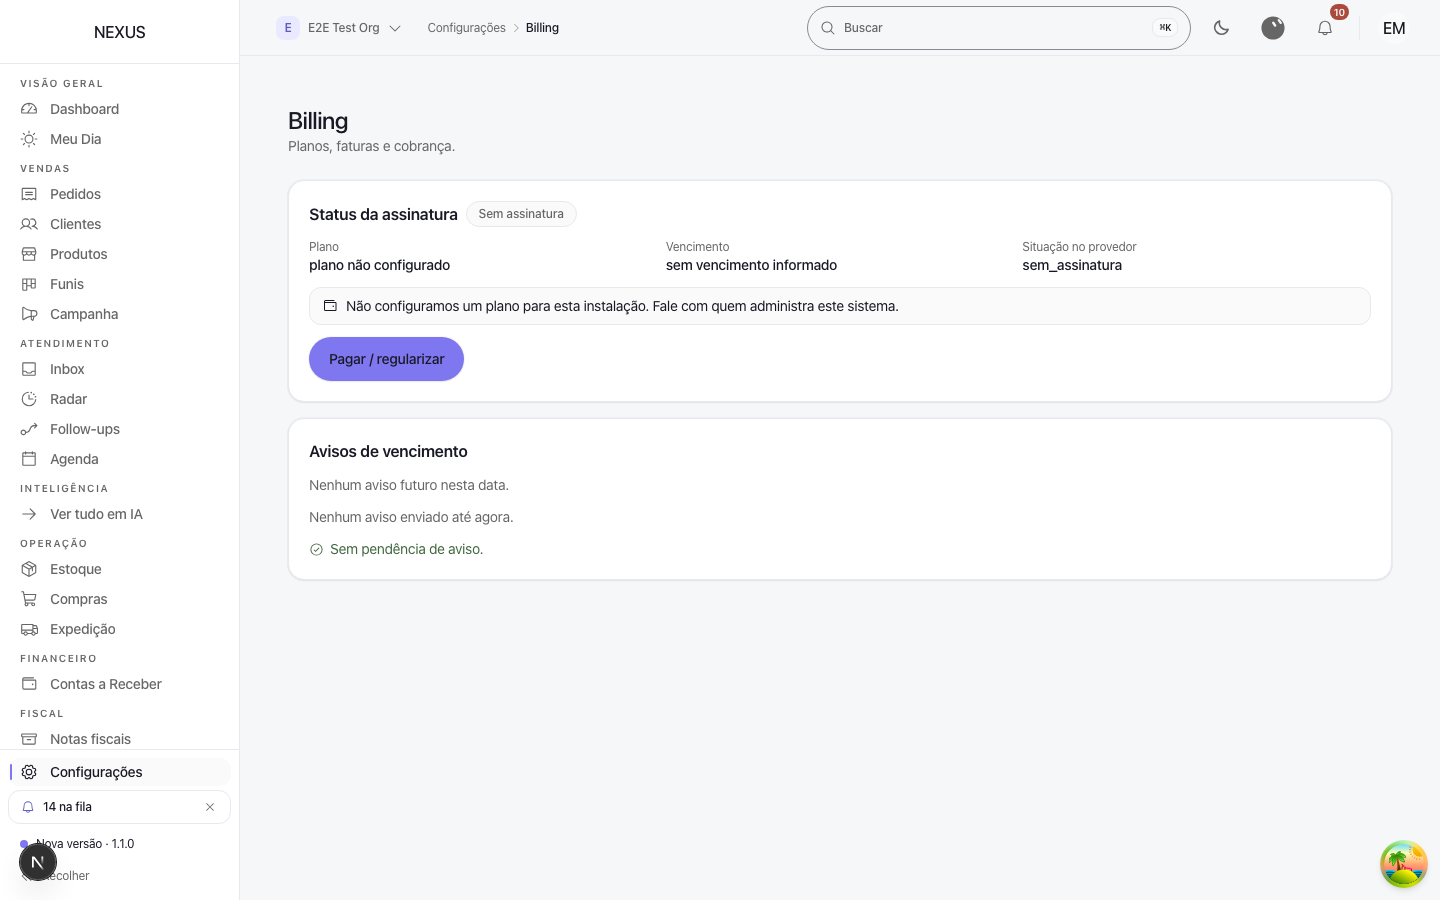 NEXUS
E
E2E Test Org
Configurações
Billing
Buscar
⌘K
10
EM
VISÃO GERAL
Dashboard
Meu Dia
VENDAS
Pedidos
Clientes
Produtos
Funis
Campanha
ATENDIMENTO
Inbox
Radar
Follow-ups
Agenda
INTELIGÊNCIA
Ver tudo em IA
OPERAÇÃO
Estoque
Compras
Expedição
FINANCEIRO
Contas a Receber
FISCAL
Notas fiscais
Configurações
14 na fila
Nova versão · 1.1.0
N
Recolher
Billing
Planos, faturas e cobrança.
Status da assinatura
Sem assinatura
Plano
plano não configurado
Vencimento
sem vencimento informado
Situação no provedor
sem_assinatura
Não configuramos um plano para esta instalação. Fale com quem administra este sistema.
Pagar / regularizar
Avisos de vencimento
Nenhum aviso futuro nesta data.
Nenhum aviso enviado até agora.
Sem pendência de aviso.